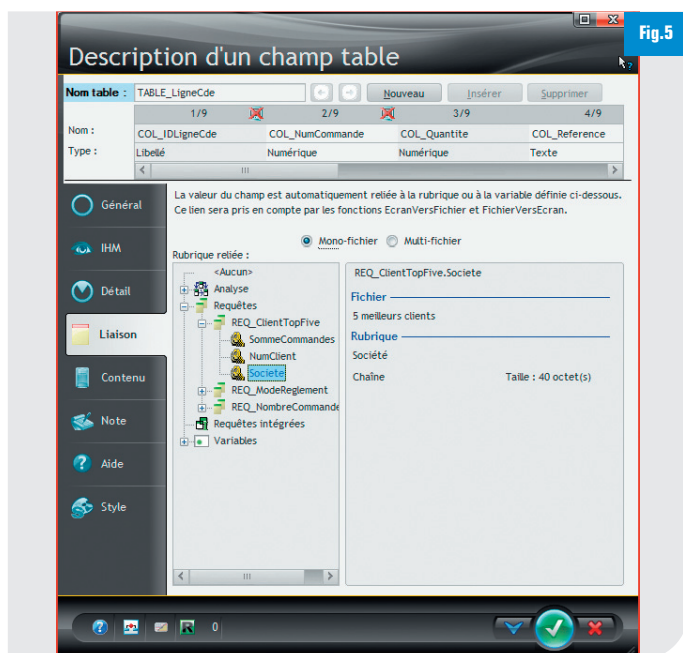 Fig.5
Description d'un champ table
Nom table : TABLE_LigneCde Nouveau Insérer Supprimer
1/9 2/9 3/9 4/9
Nom : COL_IDLigneCde COL_NumCommande COL_Quantite COL_Reference
Type : Libellé Numérique Numérique Texte
Général
IHM
Détail
Liaison
Contenu
Note
Aide
Style
La valeur du champ est automatiquement reliée à la rubrique ou à la variable définie ci-dessous.
Ce lien sera pris en compte par les fonctions EcranVersFichier et FichierVersEcran.
Mono-fichier Multi-fichier
Rubrique reliée :
<Aucun>
Analyse
Requêtes
REQ_ClientTopFive
SommeCommandes
NumClient
Societe
REQ_ModeReglement
REQ_NombreCommande
Requêtes intégrées
Variables
REQ_ClientTopFive.Societe
Fichier
5 meilleurs clients
Rubrique
Société
Chaîne Taille : 40 octet(s)
R 0